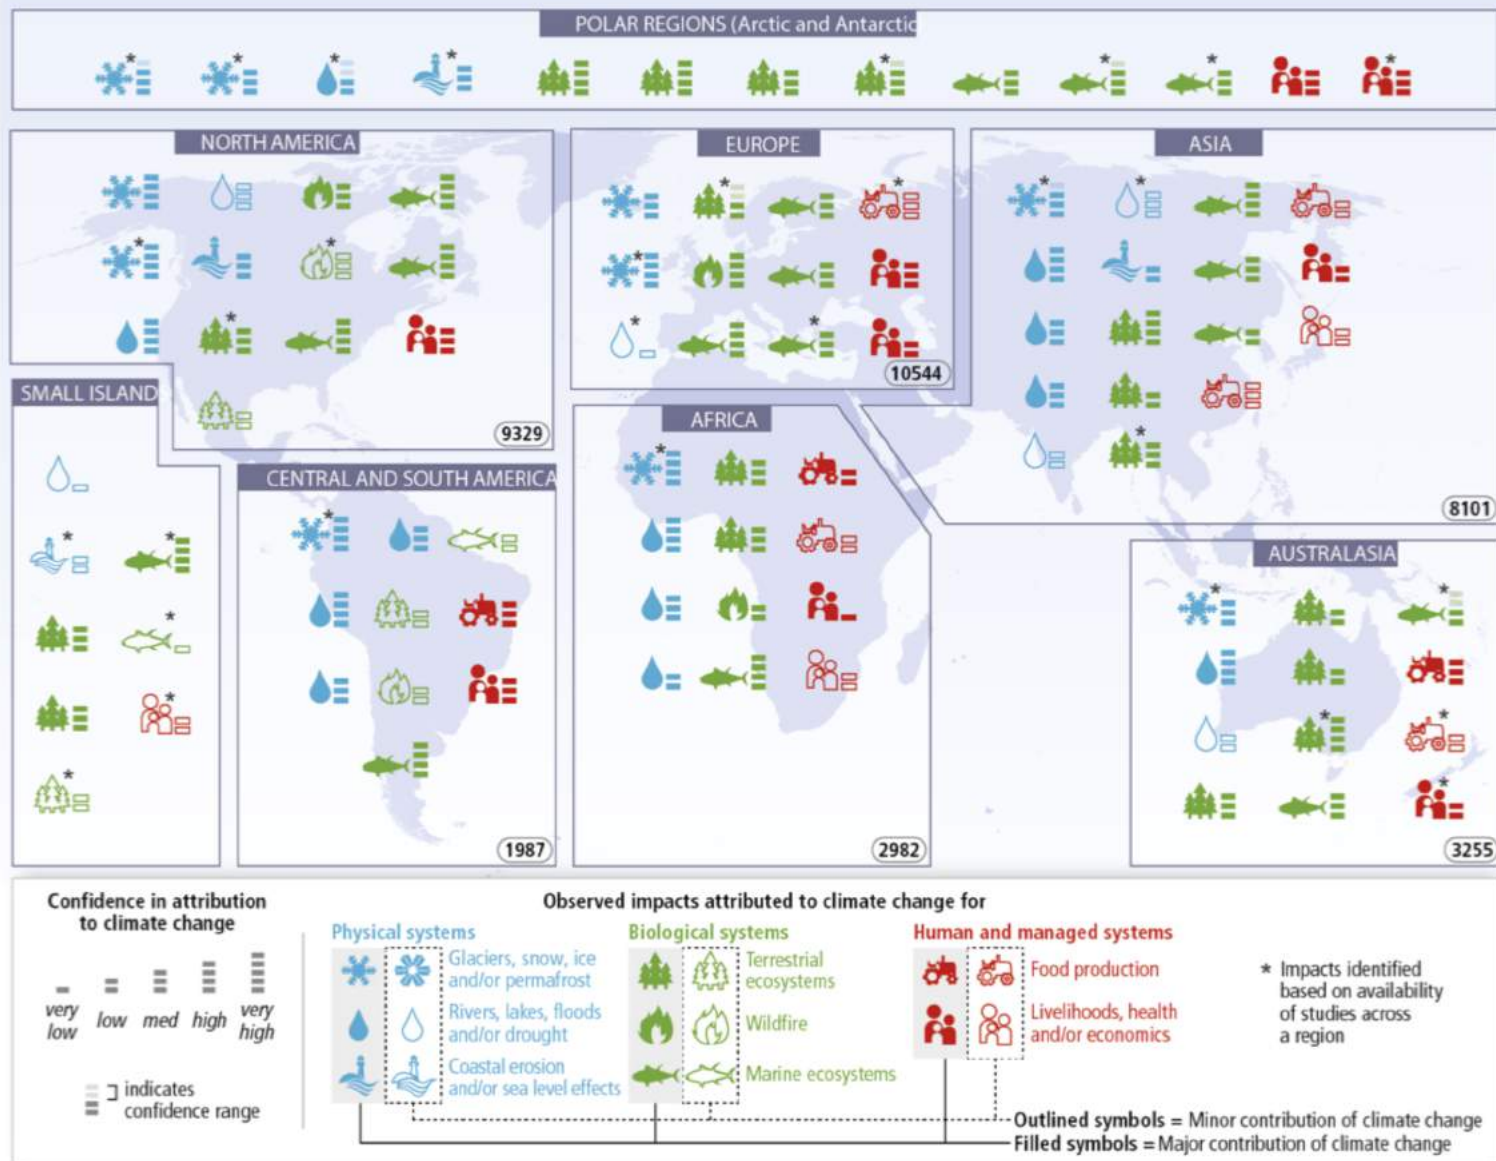 POLAR REGIONS (Arctic and Antarctic
NORTH AMERICA
EUROPE
ASIA
10544
SMALL ISLAND
AFRICA
9329
CENTRAL AND SOUTH AMERICA
8101
AUSTRALASIA
1987
2982
3255
Confidence in attribution
to climate change
very
low
low
med
high
very
high
indicates
confidence range
Observed impacts attributed to climate change for
Physical systems
Glaciers, snow, ice
and/or permafrost
Rivers, lakes, floods
and/or drought
Coastal erosion
and/or sea level effects
Biological systems
Terrestrial
ecosystems
Wildfire
Marine ecosystems
Human and managed systems
Food production
Livelihoods, health
and/or economics
* Impacts identified
based on availability
of studies across
a region
Outlined symbols = Minor contribution of climate change
Filled symbols = Major contribution of climate change